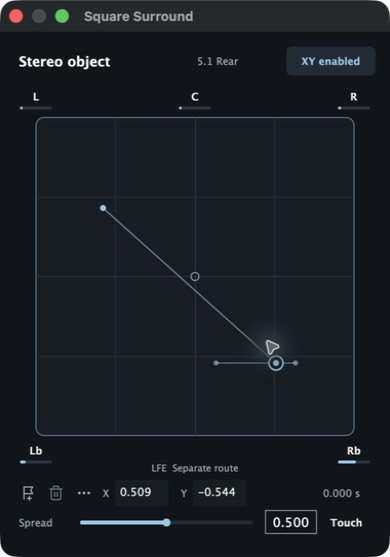 Square Surround
Stereo object 5.1 Rear XY enabled
L C R
Lb Rb
LFE Separate route
X 0.509 Y -0.544 0.000 s
Spread 0.500 Touch